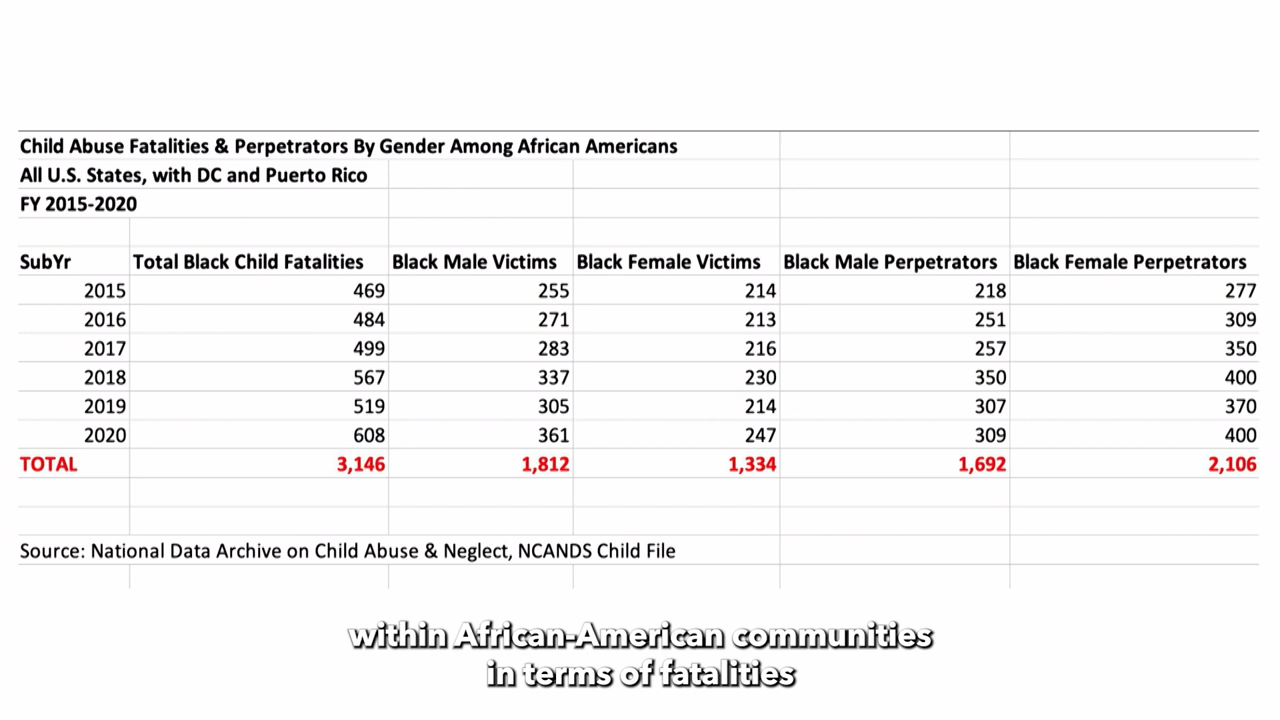 Child Abuse Fatalities & Perpetrators By Gender Among African Americans
All U.S. States, with DC and Puerto Rico
FY 2015-2020
SubYr Total Black Child Fatalities Black Male Victims Black Female Victims Black Male Perpetrators Black Female Perpetrators
2015 469 255 214 218 277
2016 484 271 213 251 309
2017 499 283 216 257 350
2018 567 337 230 350 400
2019 519 305 214 307 370
2020 608 361 247 309 400
TOTAL 3,146 1,812 1,334 1,692 2,106
Source: National Data Archive on Child Abuse & Neglect, NCANDS Child File
within African-American communities
in terms of fatalities